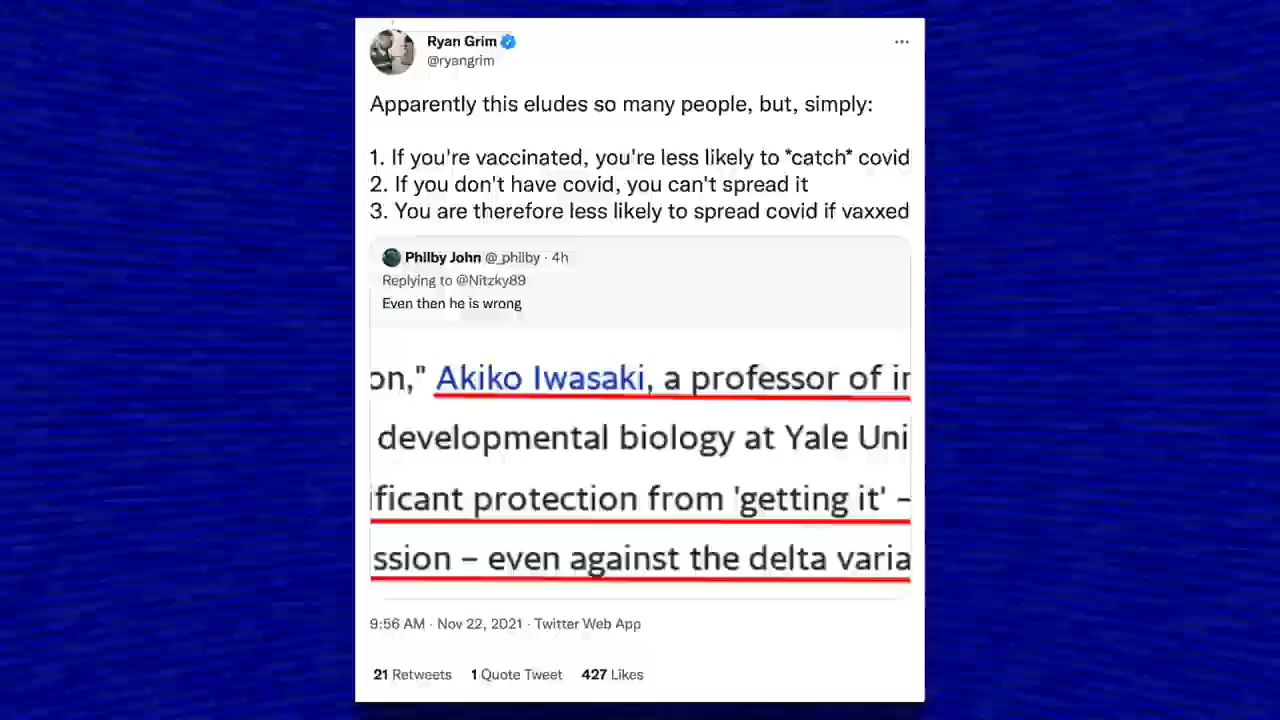 Ryan Grim
@ryangrim
Apparently this eludes so many people, but, simply:
1. If you're vaccinated, you're less likely to *catch* covid
2. If you don't have covid, you can't spread it
3. You are therefore less likely to spread covid if vaxxed
Philby John @_philby · 4h
Replying to @Nitzky89
Even then he is wrong
on," Akiko Iwasaki, a professor of in
developmental biology at Yale Uni
ificant protection from 'getting it' –
ssion – even against the delta varia
9:56 AM · Nov 22, 2021 · Twitter Web App
21 Retweets 1 Quote Tweet 427 Likes